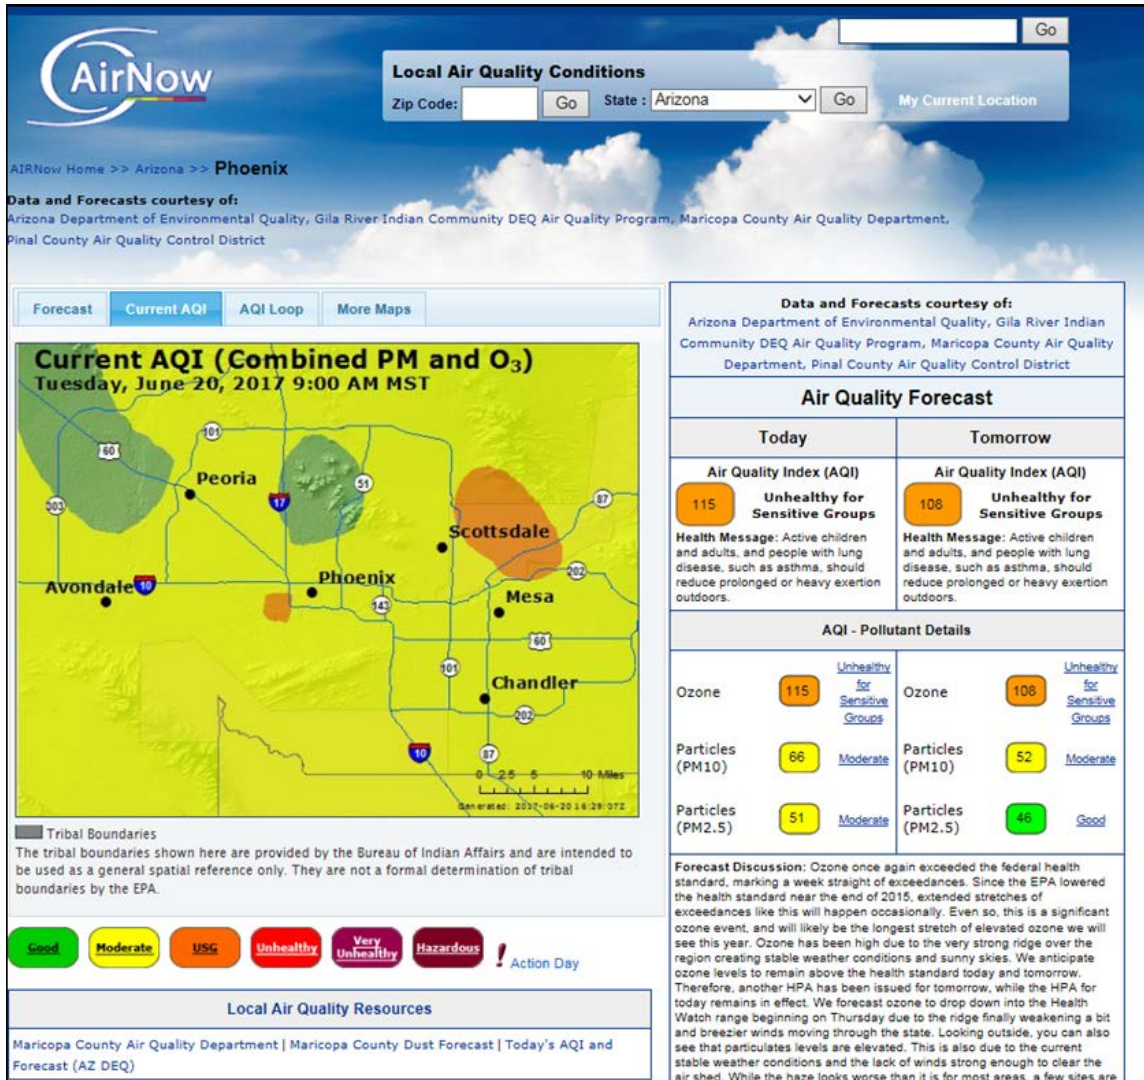 Go
AirNow
Local Air Quality Conditions
Zip Code: Go State : Arizona Go My Current Location
AIRNow Home >> Arizona >> Phoenix
Data and Forecasts courtesy of:
Arizona Department of Environmental Quality, Gila River Indian Community DEQ Air Quality Program, Maricopa County Air Quality Department,
Pinal County Air Quality Control District
Forecast Current AQI AQI Loop More Maps
Current AQI (Combined PM and O₃)
Tuesday, June 20, 2017 9:00 AM MST
101
60
Peoria
51
303
17
87
Scottsdale
202
Phoenix
Avondale 10
Mesa
143
60
101
Chandler
202
10
87
0 2.5 5 10 Miles
Generated: 2017-06-20 16:29:07Z
Tribal Boundaries
The tribal boundaries shown here are provided by the Bureau of Indian Affairs and are intended to
be used as a general spatial reference only. They are not a formal determination of tribal
boundaries by the EPA.
Good Moderate USG Unhealthy Very Unhealthy Hazardous ! Action Day
Local Air Quality Resources
Maricopa County Air Quality Department | Maricopa County Dust Forecast | Today's AQI and
Forecast (AZ DEQ)
Data and Forecasts courtesy of:
Arizona Department of Environmental Quality, Gila River Indian
Community DEQ Air Quality Program, Maricopa County Air Quality
Department, Pinal County Air Quality Control District
Air Quality Forecast
Today Tomorrow
Air Quality Index (AQI)
115 Unhealthy for
Sensitive Groups
Health Message: Active children
and adults, and people with lung
disease, such as asthma, should
reduce prolonged or heavy exertion
outdoors.
Air Quality Index (AQI)
108 Unhealthy for
Sensitive Groups
Health Message: Active children
and adults, and people with lung
disease, such as asthma, should
reduce prolonged or heavy exertion
outdoors.
AQI - Pollutant Details
Ozone 115 Unhealthy for Sensitive Groups
Ozone 108 Unhealthy for Sensitive Groups
Particles (PM10) 66 Moderate
Particles (PM10) 52 Moderate
Particles (PM2.5) 51 Moderate
Particles (PM2.5) 46 Good
Forecast Discussion: Ozone once again exceeded the federal health
standard, marking a week straight of exceedances. Since the EPA lowered
the health standard near the end of 2015, extended stretches of
exceedances like this will happen occasionally. Even so, this is a significant
ozone event, and will likely be the longest stretch of elevated ozone we will
see this year. Ozone has been high due to the very strong ridge over the
region creating stable weather conditions and sunny skies. We anticipate
ozone levels to remain above the health standard today and tomorrow.
Therefore, another HPA has been issued for tomorrow, while the HPA for
today remains in effect. We forecast ozone to drop down into the Health
Watch range beginning on Thursday due to the ridge finally weakening a bit
and breezier winds moving through the state. Looking outside, you can also
see that particulates levels are elevated. This is also due to the current
stable weather conditions and the lack of winds strong enough to clear the
air shed. While the haze looks worse than it is for most areas, a few sites are